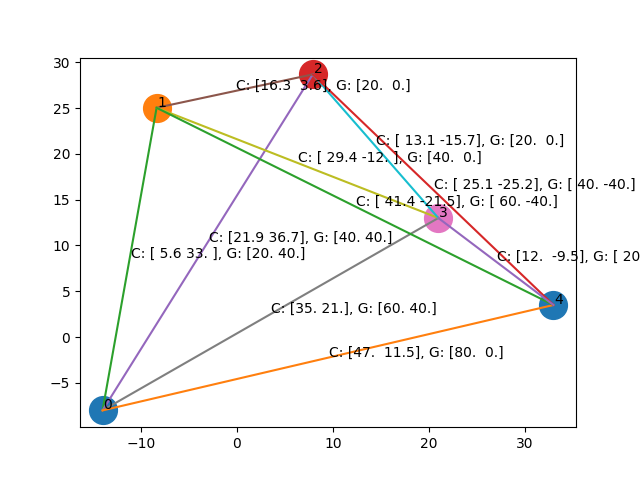 30
25
20
15
10
5
0
−5
−10
0
10
20
30
2
1
3
4
0
C: [16.3  3.6], G: [20.  0.]
C: [ 13.1 -15.7], G: [20.  0.]
C: [ 29.4 -12. ], G: [40.  0.]
C: [ 25.1 -25.2], G: [ 40. -40.]
C: [ 41.4 -21.5], G: [ 60. -40.]
C: [21.9 36.7], G: [40. 40.]
C: [ 5.6 33. ], G: [20. 40.]
C: [12.  -9.5], G: [ 20
C: [35. 21.], G: [60. 40.]
C: [47.  11.5], G: [80.  0.]